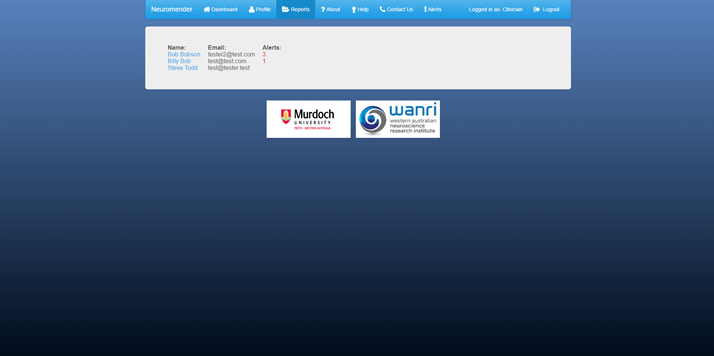 Neuromender Dashboard Profile Reports About Help Contact Us Alerts Logged in as: Clinician Logout
Name: Email: Alerts:
Bob Bobson tester2@test.com 3
Billy Bob test@test.com 1
Steve Todd test@tester.test
Murdoch
UNIVERSITY
PERTH, WESTERN AUSTRALIA
wanri
western australian
neuroscience
research institute